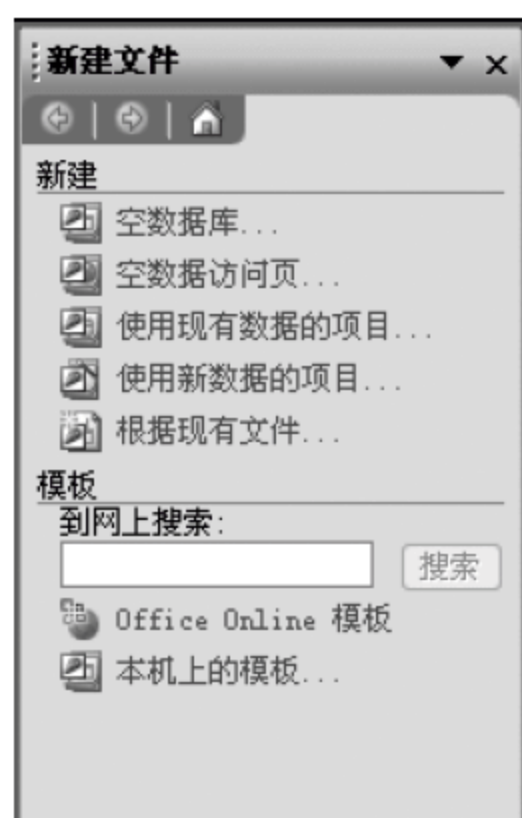 新建文件
新建
空数据库...
空数据访问页...
使用现有数据的项目...
使用新数据的项目...
根据现有文件...
模板
到网上搜索:
搜索
Office Online 模板
本机上的模板...